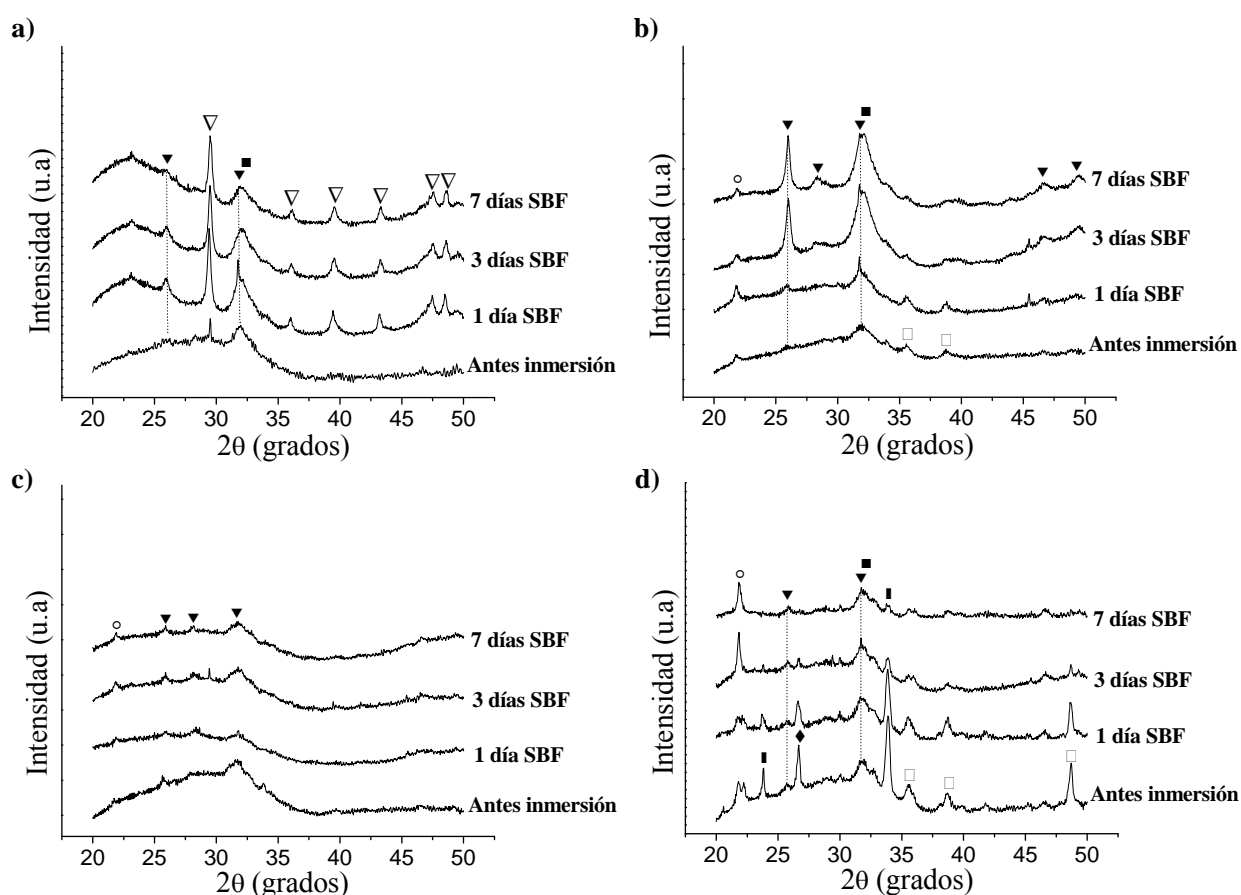 a)
Intensidad (u.a)
7 días SBF
3 días SBF
1 día SBF
Antes inmersión
20 25 30 35 40 45 50
2θ (grados)
b)
Intensidad (u.a)
7 días SBF
3 días SBF
1 día SBF
Antes inmersión
20 25 30 35 40 45 50
2θ (grados)
c)
Intensidad (u.a)
7 días SBF
3 días SBF
1 día SBF
Antes inmersión
20 25 30 35 40 45 50
2θ (grados)
d)
Intensidad (u.a)
7 días SBF
3 días SBF
1 día SBF
Antes inmersión
20 25 30 35 40 45 50
2θ (grados)